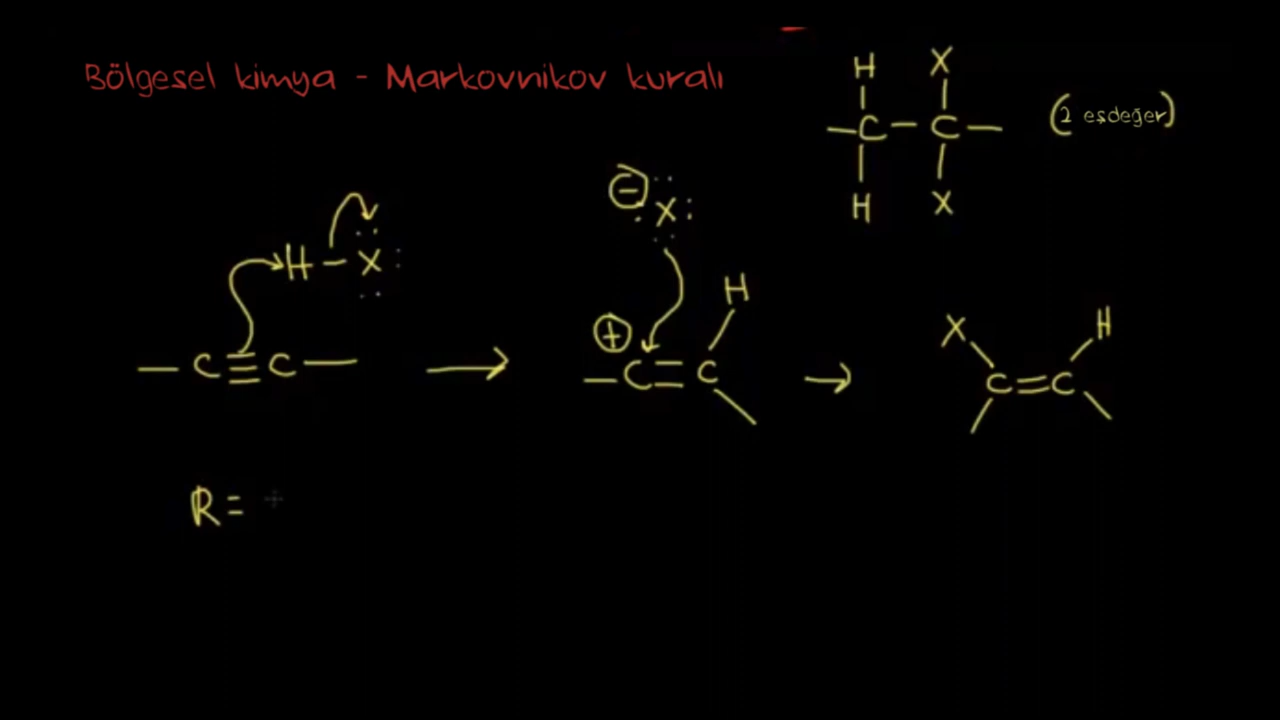 Bölgesel kimya - Markovnikov kuralı
H X
- C - C - (2 eşdeğer)
H X
H - X
- C ≡ C -
R =
⊖ X
H
⊕
- C = C
X H
C = C